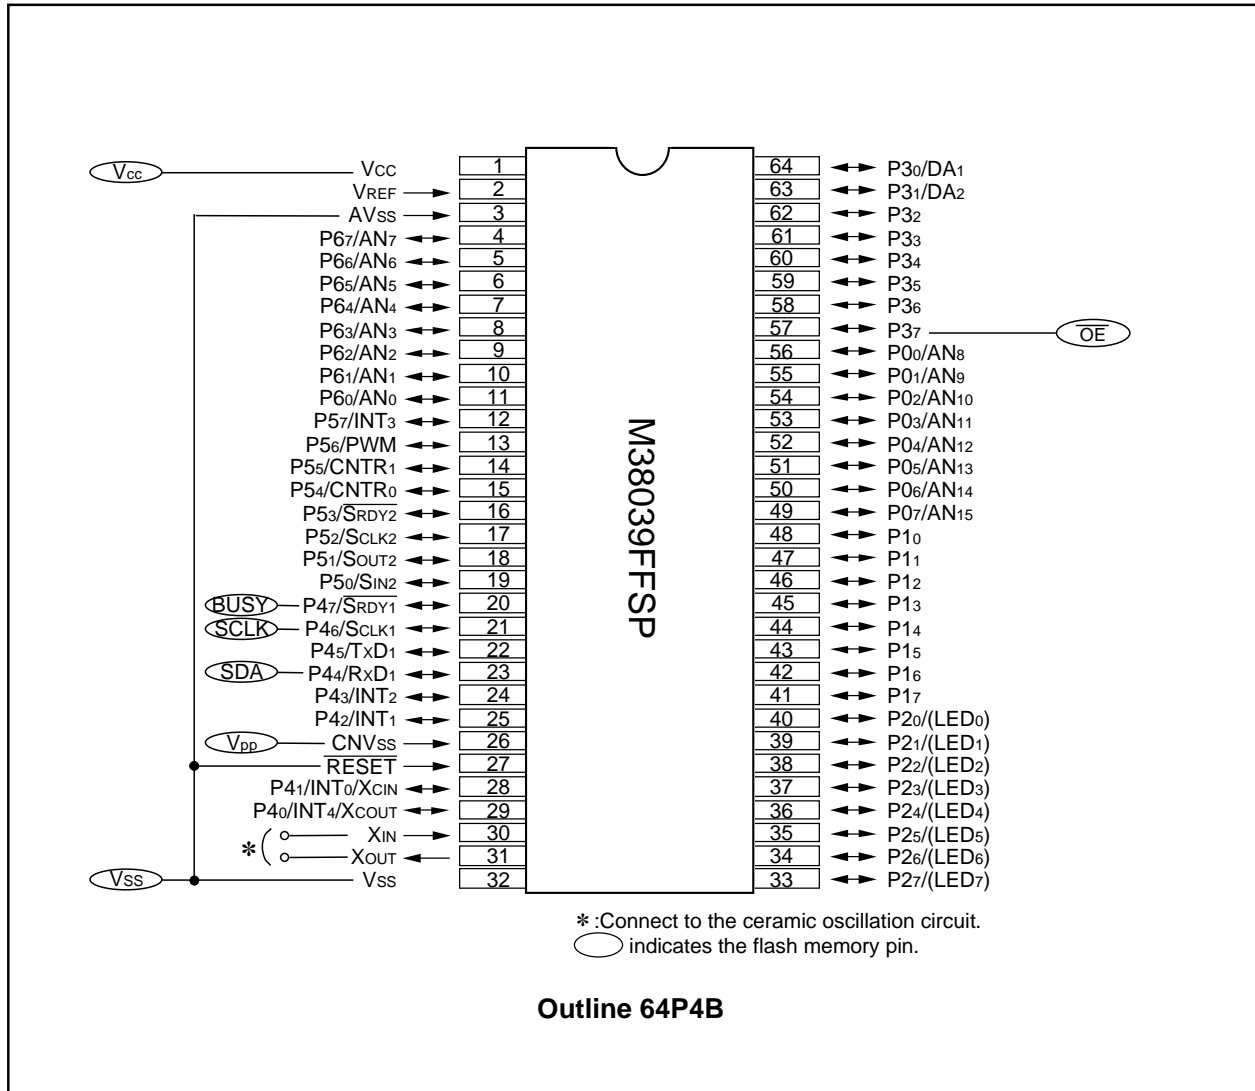 Vcc VCC 1 64 P30/DA1
VREF 2 63 P31/DA2
AVSS 3 62 P32
P67/AN7 4 61 P33
P66/AN6 5 60 P34
P65/AN5 6 59 P35
P64/AN4 7 58 P36
P63/AN3 8 57 P37 OE
P62/AN2 9 56 P00/AN8
P61/AN1 10 55 P01/AN9
P60/AN0 11 54 P02/AN10
P57/INT3 12 53 P03/AN11
P56/PWM 13 52 P04/AN12
P55/CNTR1 14 51 P05/AN13
P54/CNTR0 15 50 P06/AN14
P53/SRDY2 16 49 P07/AN15
P52/SCLK2 17 48 P10
P51/SOUT2 18 47 P11
P50/SIN2 19 46 P12
BUSY P47/SRDY1 20 45 P13
SCLK P46/SCLK1 21 44 P14
P45/TXD1 22 43 P15
SDA P44/RXD1 23 42 P16
P43/INT2 24 41 P17
P42/INT1 25 40 P20/(LED0)
Vpp CNVSS 26 39 P21/(LED1)
RESET 27 38 P22/(LED2)
P41/INT0/XCIN 28 37 P23/(LED3)
P40/INT4/XCOUT 29 36 P24/(LED4)
XIN 30 35 P25/(LED5)
* XOUT 31 34 P26/(LED6)
VSS VSS 32 33 P27/(LED7)
M38039FFSP
* :Connect to the ceramic oscillation circuit.
indicates the flash memory pin.
Outline 64P4B